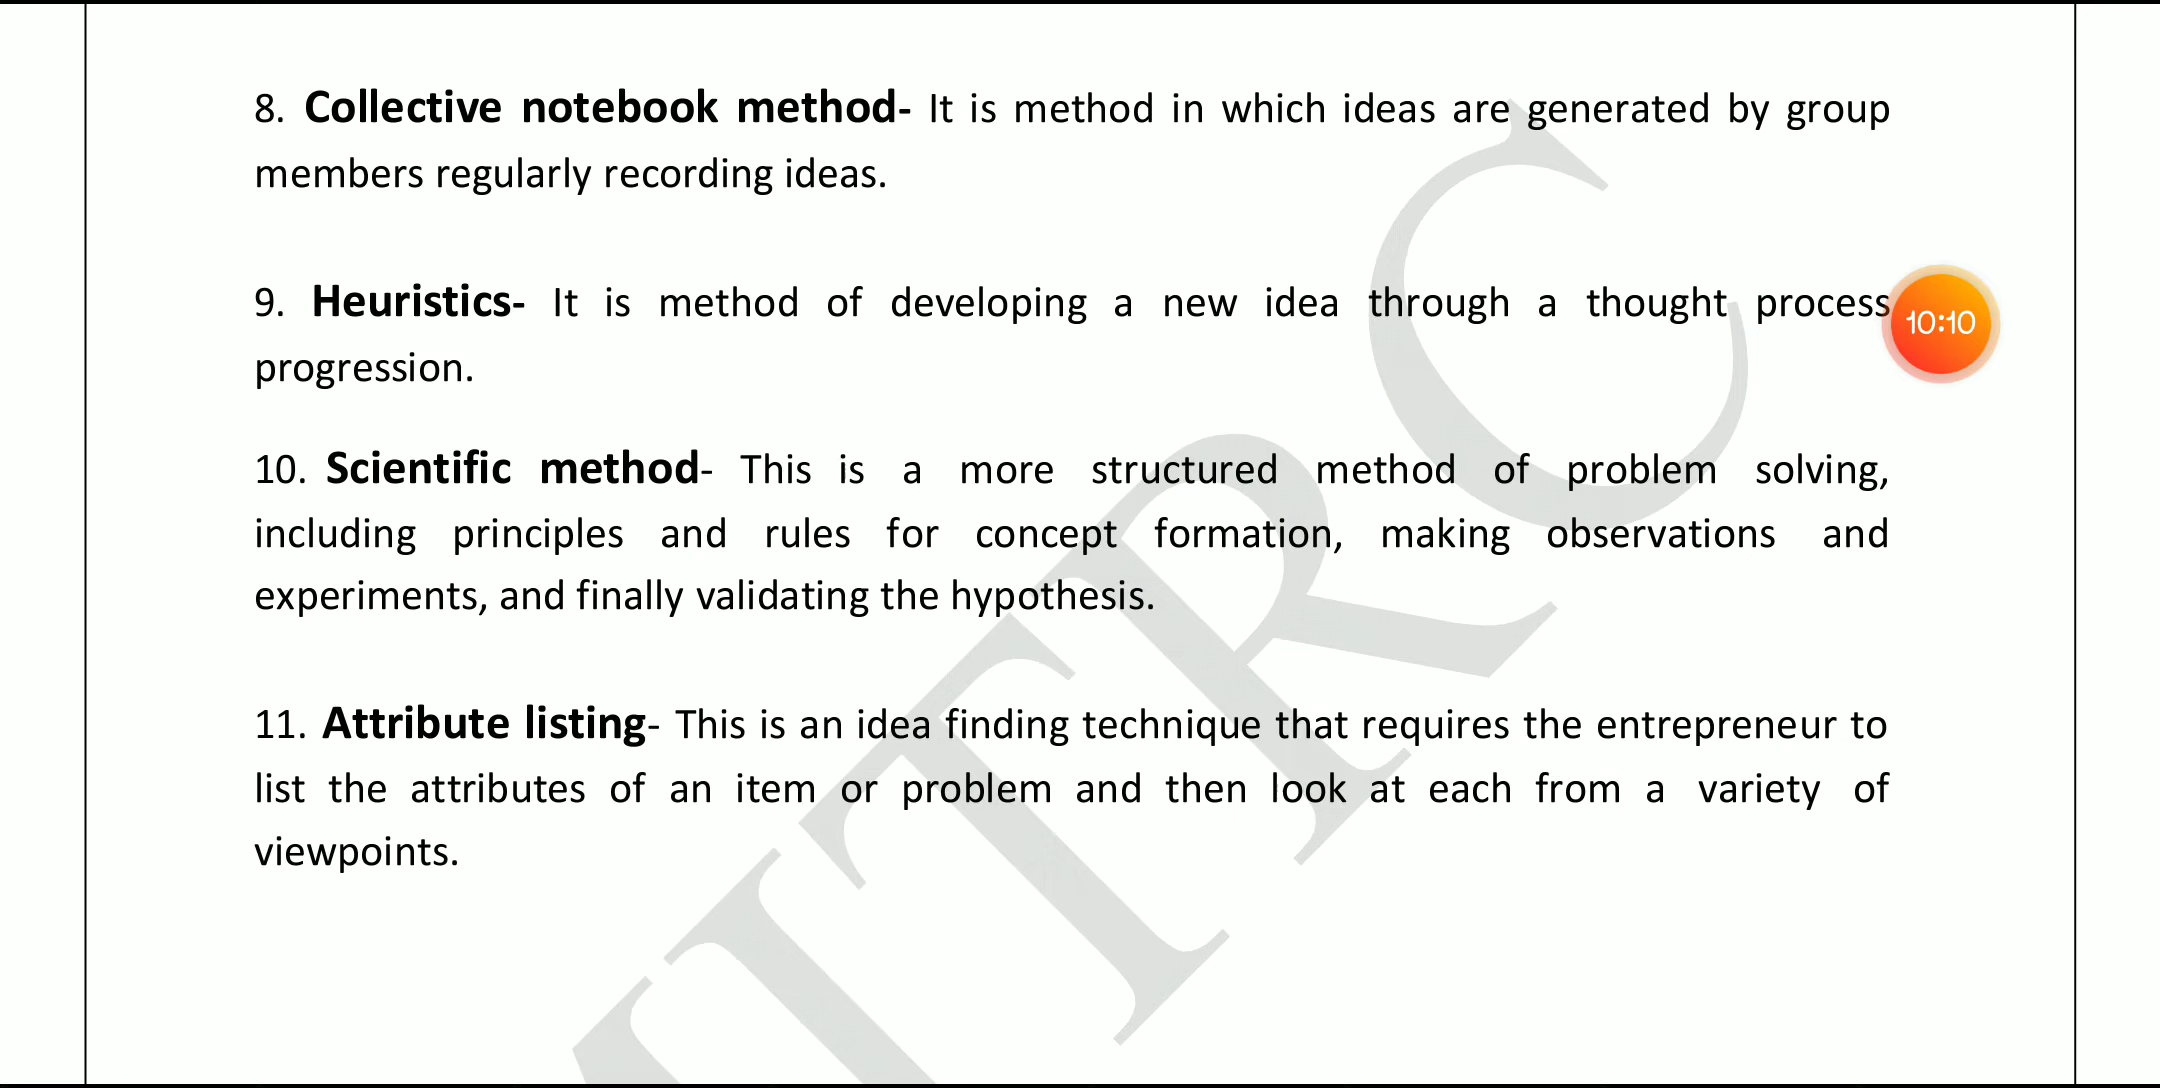 8. Collective notebook method- It is method in which ideas are generated by group
members regularly recording ideas.
9. Heuristics- It is method of developing a new idea through a thought process
progression.
10:10
10. Scientific method- This is a more structured method of problem solving,
including principles and rules for concept formation, making observations and
experiments, and finally validating the hypothesis.
11. Attribute listing- This is an idea finding technique that requires the entrepreneur to
list the attributes of an item or problem and then look at each from a variety of
viewpoints.
ITRC